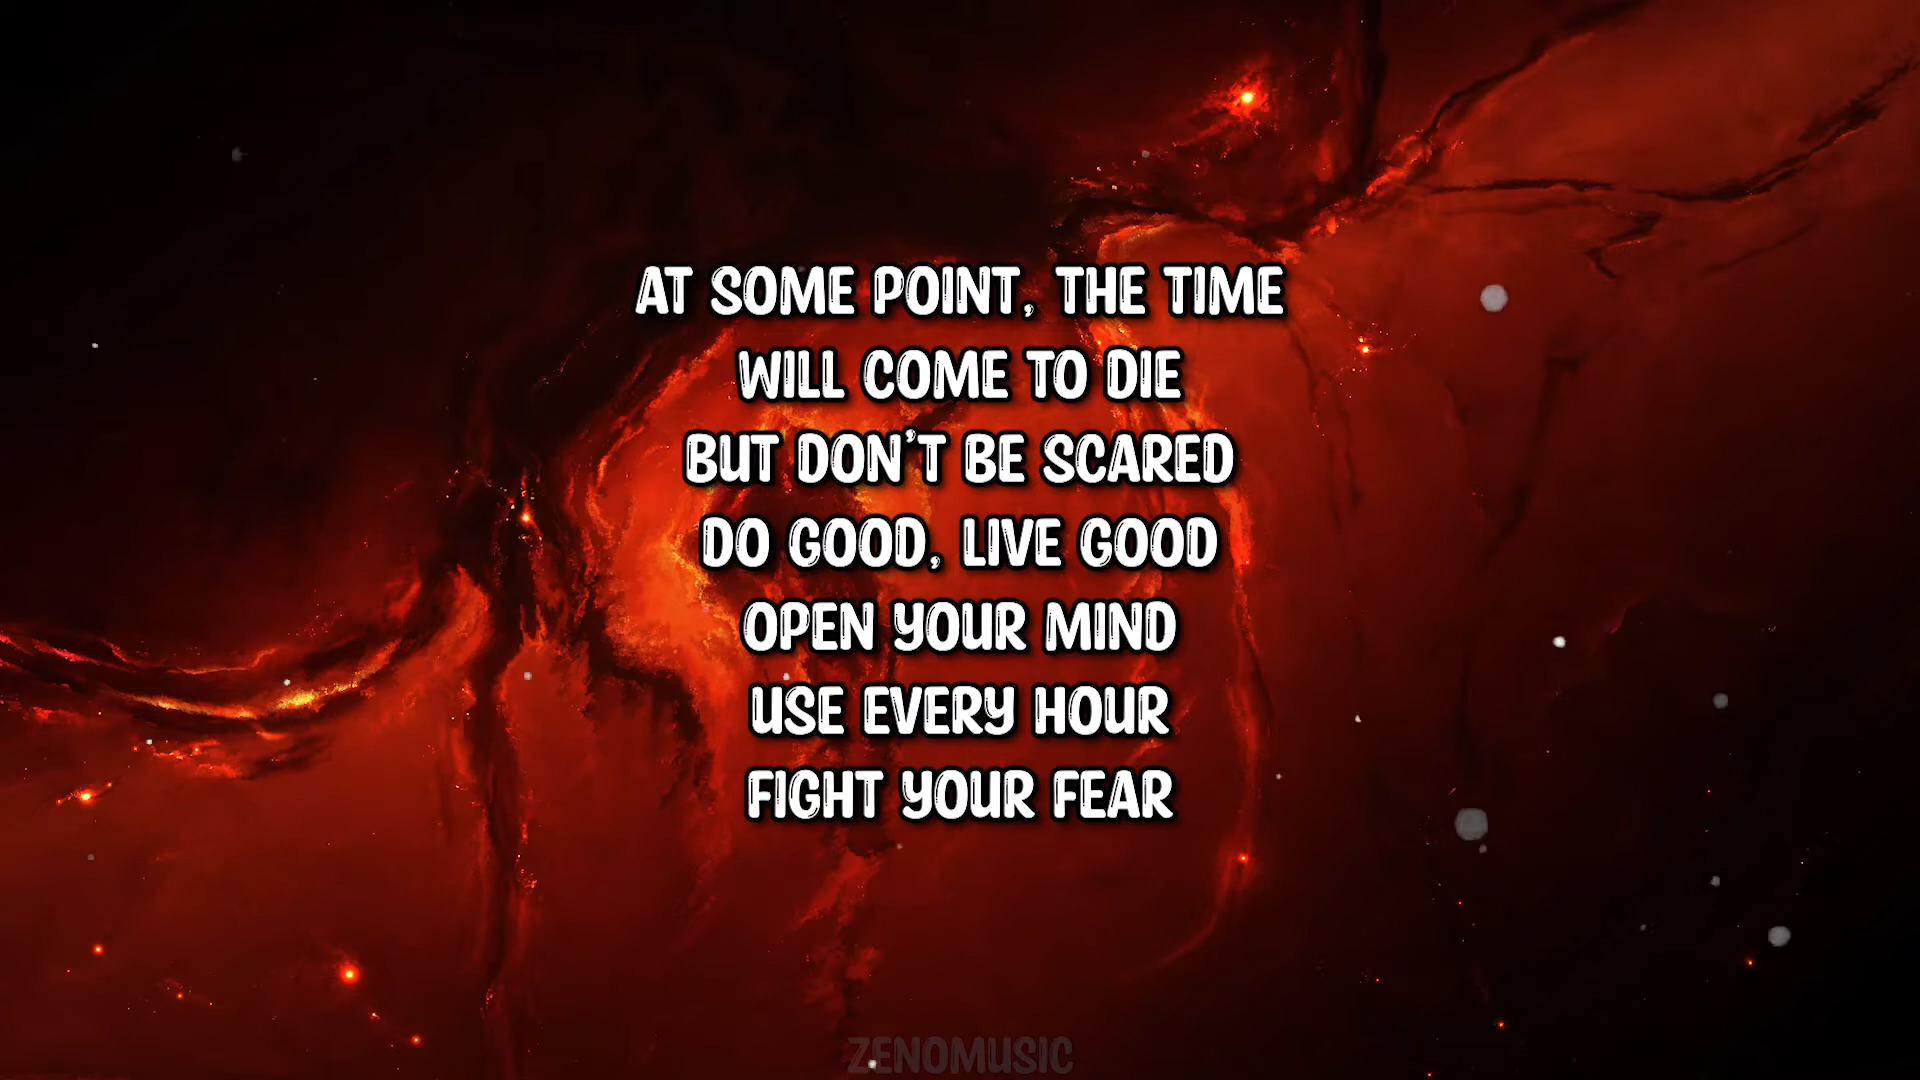 AT SOME POINT, THE TIME
WILL COME TO DIE
BUT DON'T BE SCARED
DO GOOD, LIVE GOOD
OPEN YOUR MIND
USE EVERY HOUR
FIGHT YOUR FEAR
ZENOMUSIC